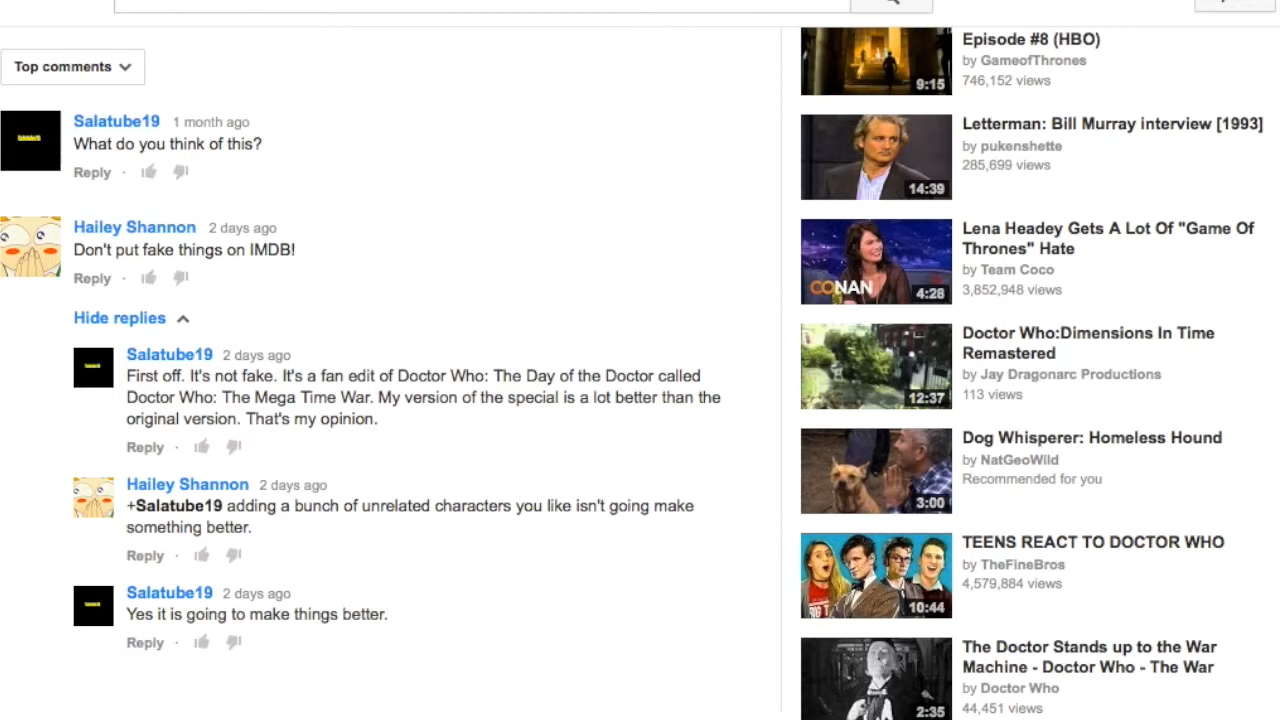 Top comments
Salatube19 1 month ago
What do you think of this?
Reply ·
Hailey Shannon 2 days ago
Don't put fake things on IMDB!
Reply ·
Hide replies
Salatube19 2 days ago
First off. It's not fake. It's a fan edit of Doctor Who: The Day of the Doctor called
Doctor Who: The Mega Time War. My version of the special is a lot better than the
original version. That's my opinion.
Reply ·
Hailey Shannon 2 days ago
+Salatube19 adding a bunch of unrelated characters you like isn't going make
something better.
Reply ·
Salatube19 2 days ago
Yes it is going to make things better.
Reply ·
9:15
Episode #8 (HBO)
by GameofThrones
746,152 views
14:39
Letterman: Bill Murray interview [1993]
by pukenshette
285,699 views
CONAN
4:28
Lena Headey Gets A Lot Of "Game Of
Thrones" Hate
by Team Coco
3,852,948 views
12:37
Doctor Who:Dimensions In Time
Remastered
by Jay Dragonarc Productions
113 views
3:00
Dog Whisperer: Homeless Hound
by NatGeoWild
Recommended for you
10:44
TEENS REACT TO DOCTOR WHO
by TheFineBros
4,579,884 views
2:35
The Doctor Stands up to the War
Machine - Doctor Who - The War
by Doctor Who
44,451 views